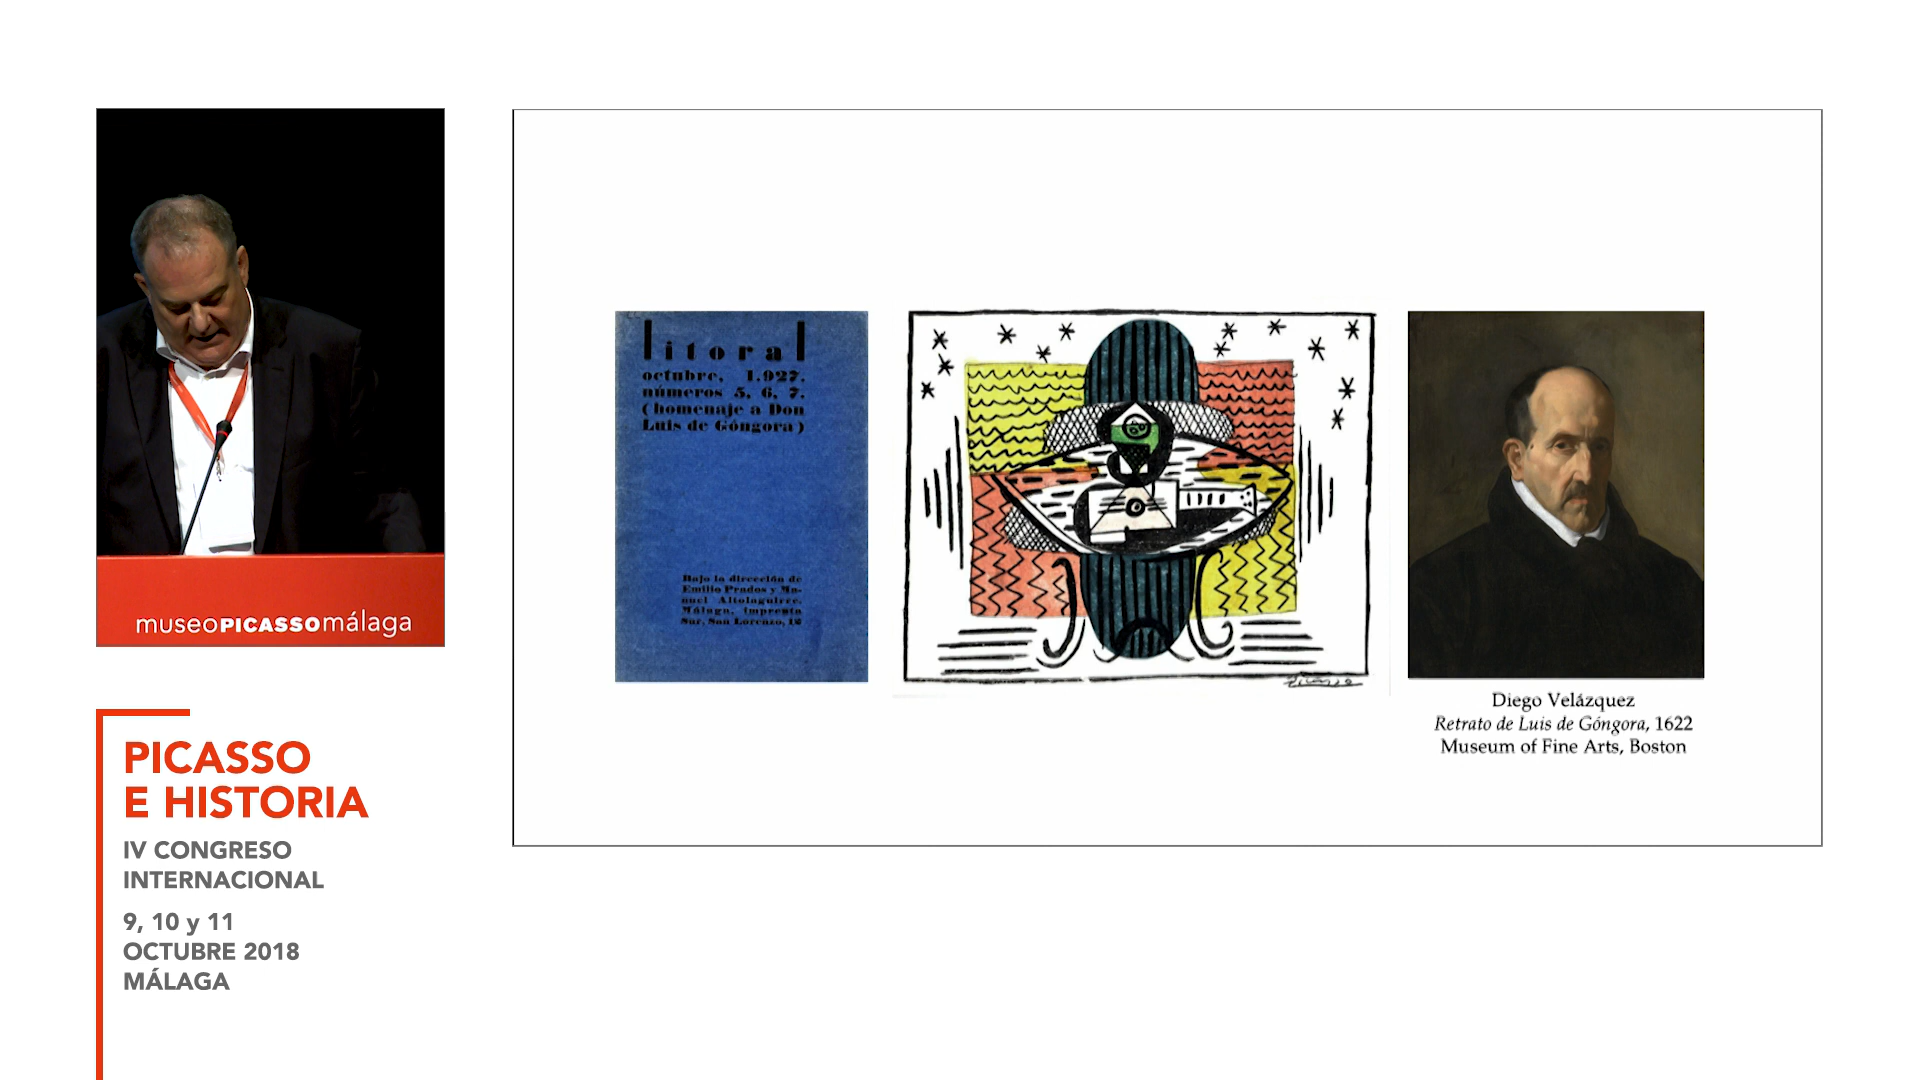 museoPICASSOmálaga
PICASSO
E HISTORIA
IV CONGRESO
INTERNACIONAL
9, 10 y 11
OCTUBRE 2018
MÁLAGA
litoral
octubre, 1.927.
números 5, 6, 7.
(homenaje a Don
Luis de Góngora)
Bajo la dirección de
Emilio Prados y Ma-
nuel Altolaguirre.
Málaga, imprenta
Sur, San Lorenzo, 12
Picasso
Diego Velázquez
Retrato de Luis de Góngora, 1622
Museum of Fine Arts, Boston